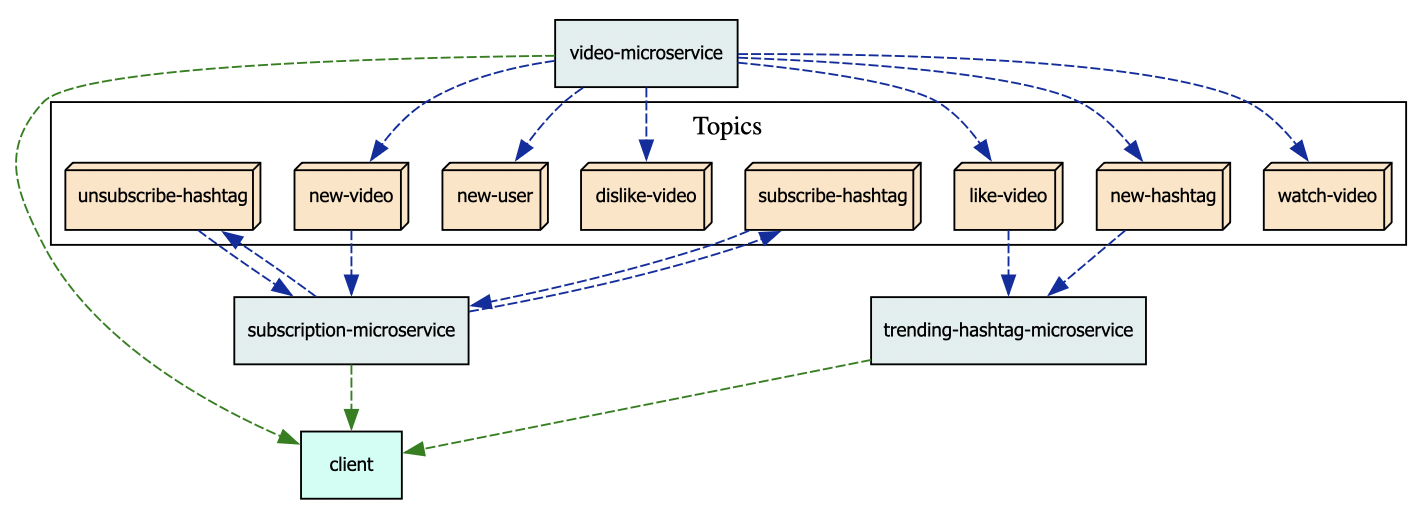 video-microservice
Topics
unsubscribe-hashtag
new-video
new-user
dislike-video
subscribe-hashtag
like-video
new-hashtag
watch-video
subscription-microservice
trending-hashtag-microservice
client